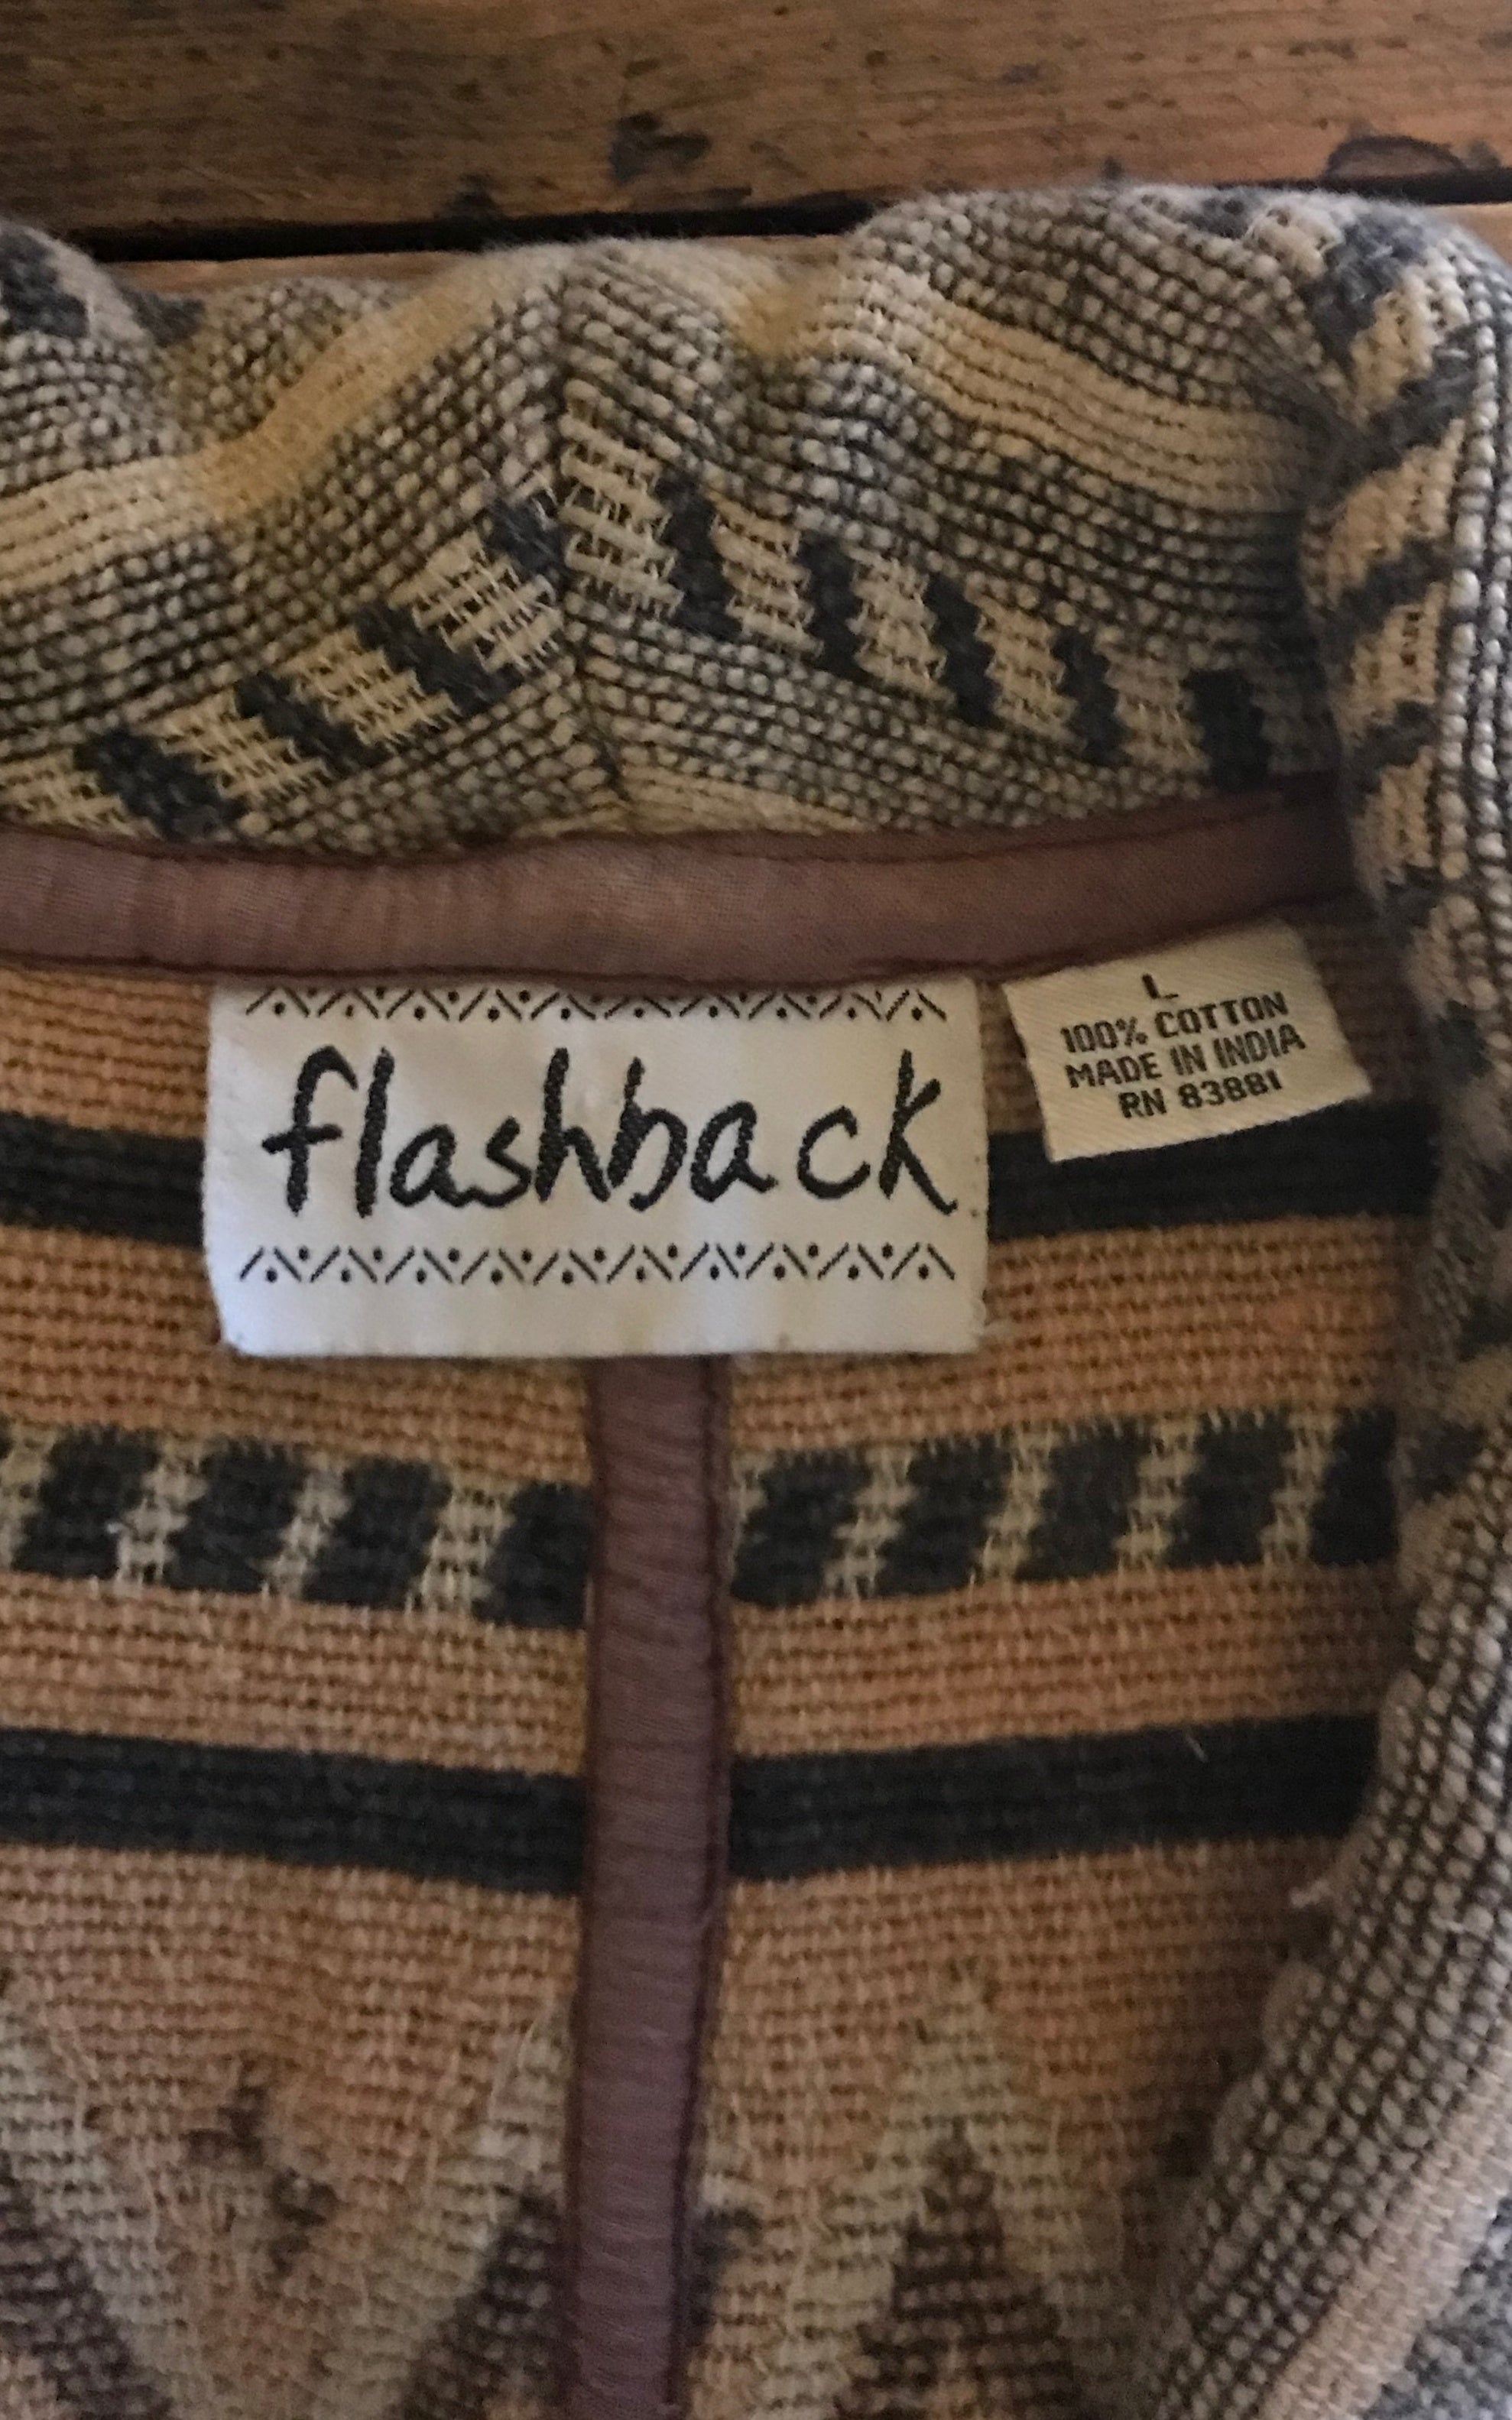 flashback
L
100% COTTON
MADE IN INDIA
RN 83881